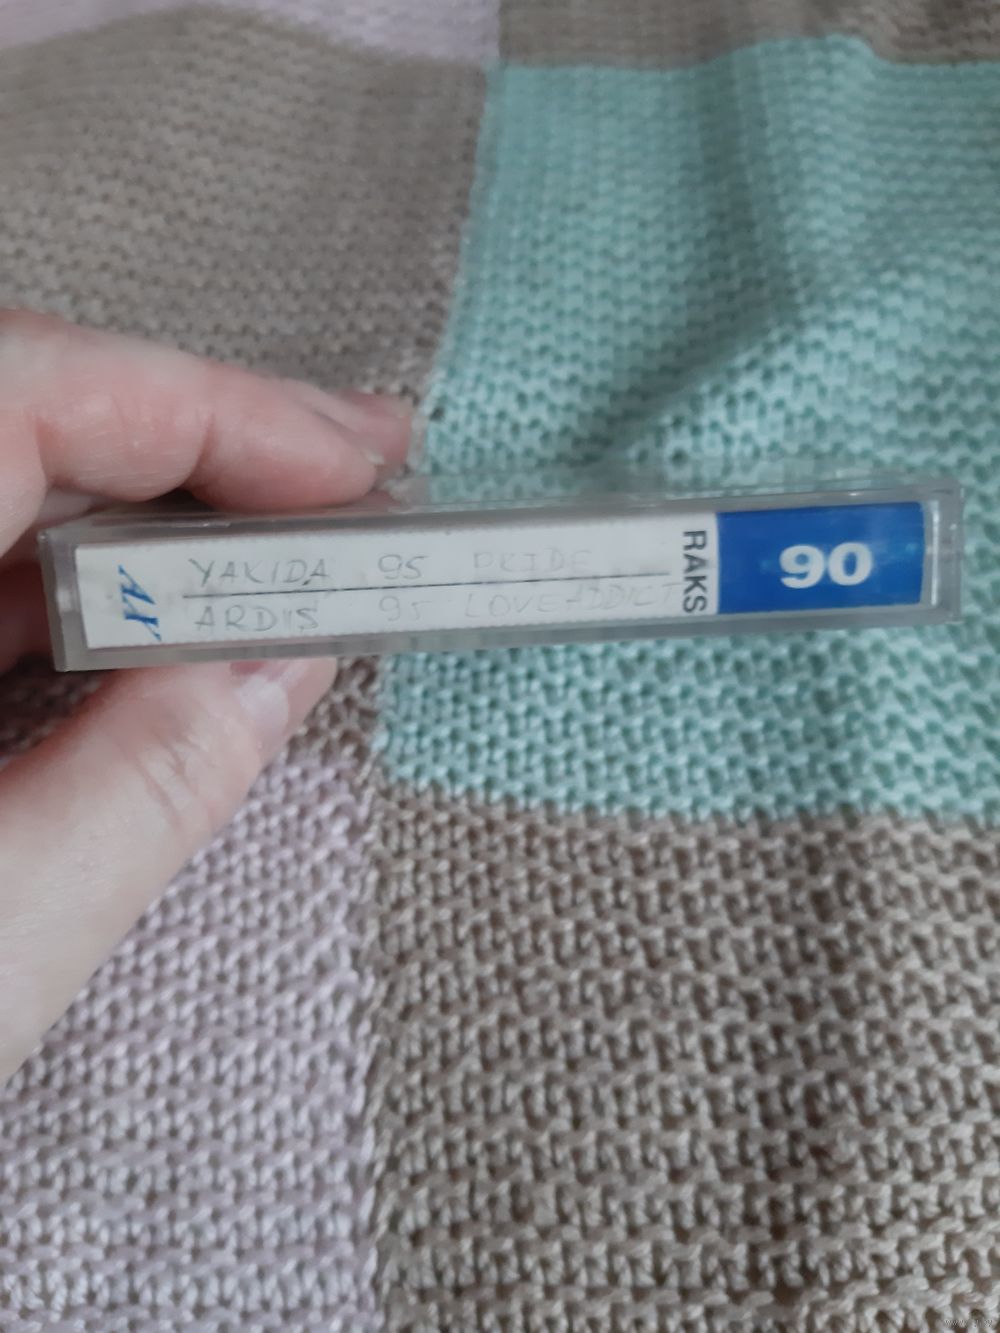 YAKIDA 95 PRIDE
ARDIS 95 LOVEADDICT
RAKS
90